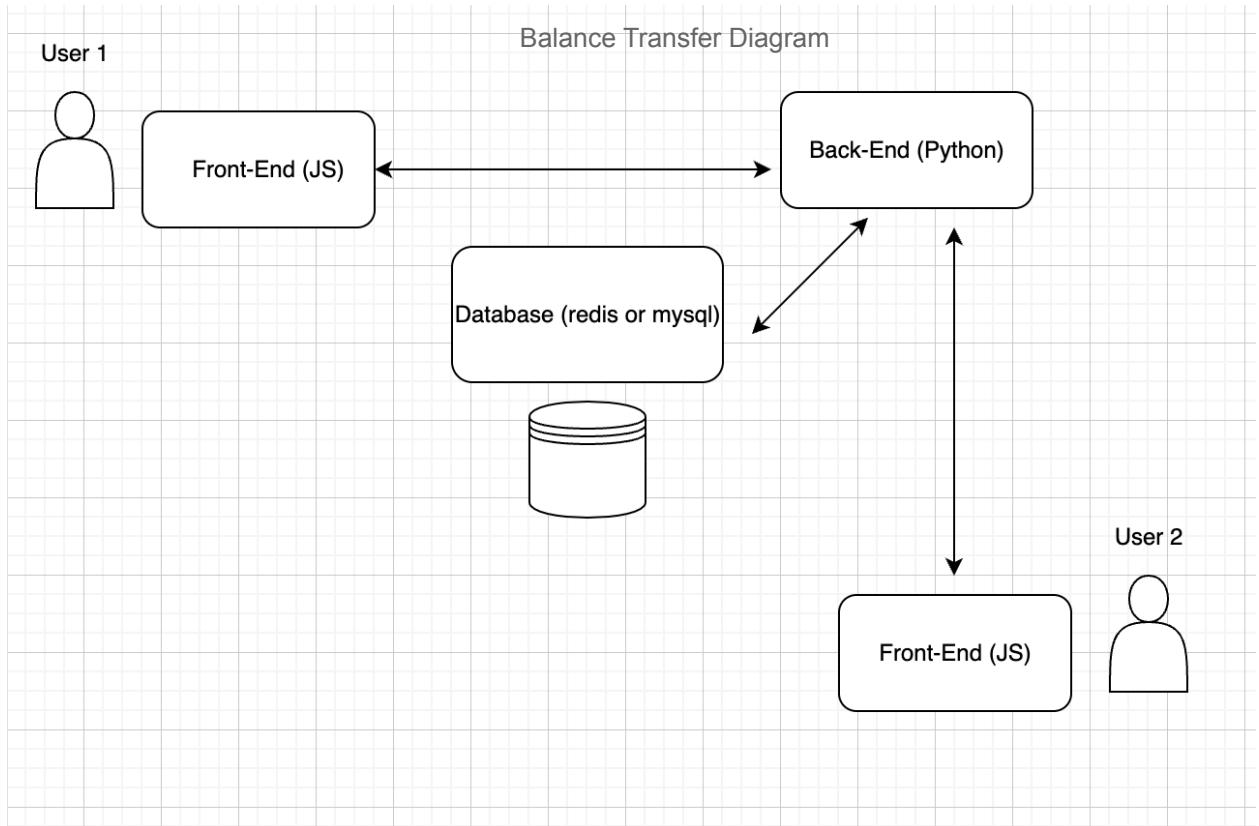 Balance Transfer Diagram
User 1
Front-End (JS)
Back-End (Python)
Database (redis or mysql)
User 2
Front-End (JS)